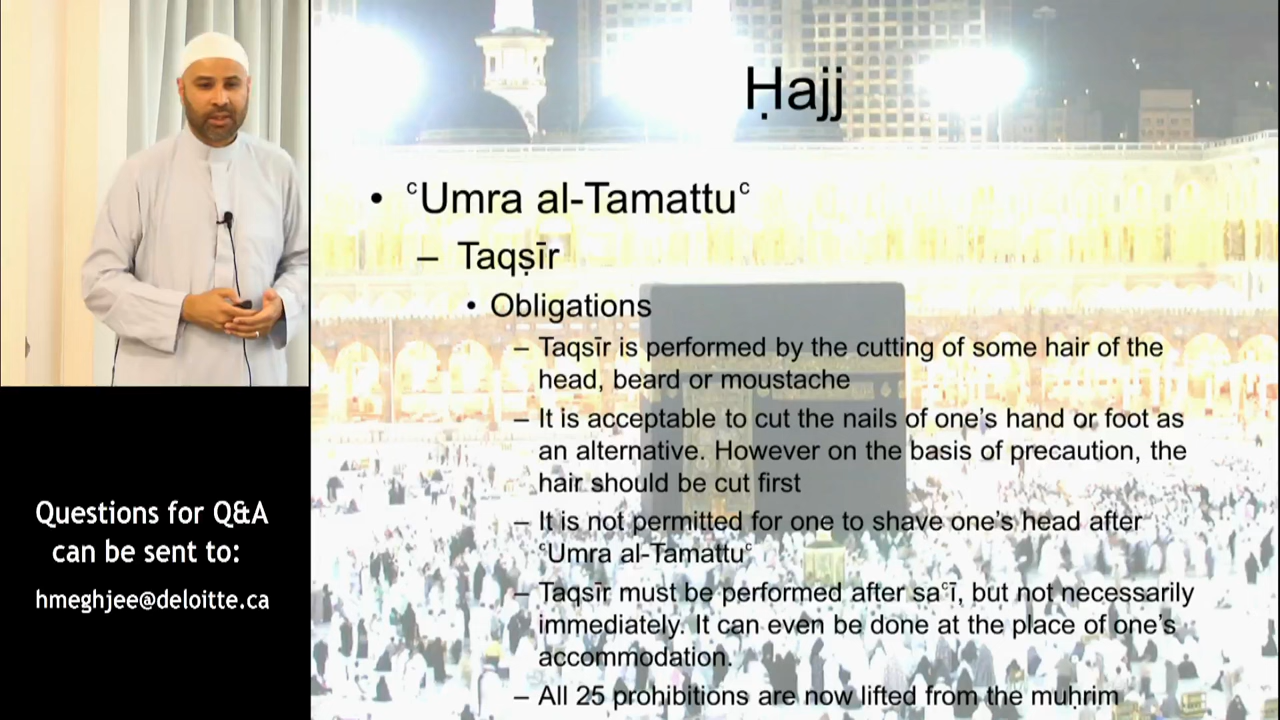 Ḥajj
• ᶜUmra al-Tamattuᶜ
– Taqṣīr
• Obligations
– Taqsīr is performed by the cutting of some hair of the
head, beard or moustache
– It is acceptable to cut the nails of one’s hand or foot as
an alternative. However on the basis of precaution, the
hair should be cut first
– It is not permitted for one to shave one’s head after
ᶜUmra al-Tamattuᶜ
– Taqsīr must be performed after saᶜī, but not necessarily
immediately. It can even be done at the place of one’s
accommodation.
– All 25 prohibitions are now lifted from the muḥrim
Questions for Q&A
can be sent to:
hmeghjee@deloitte.ca